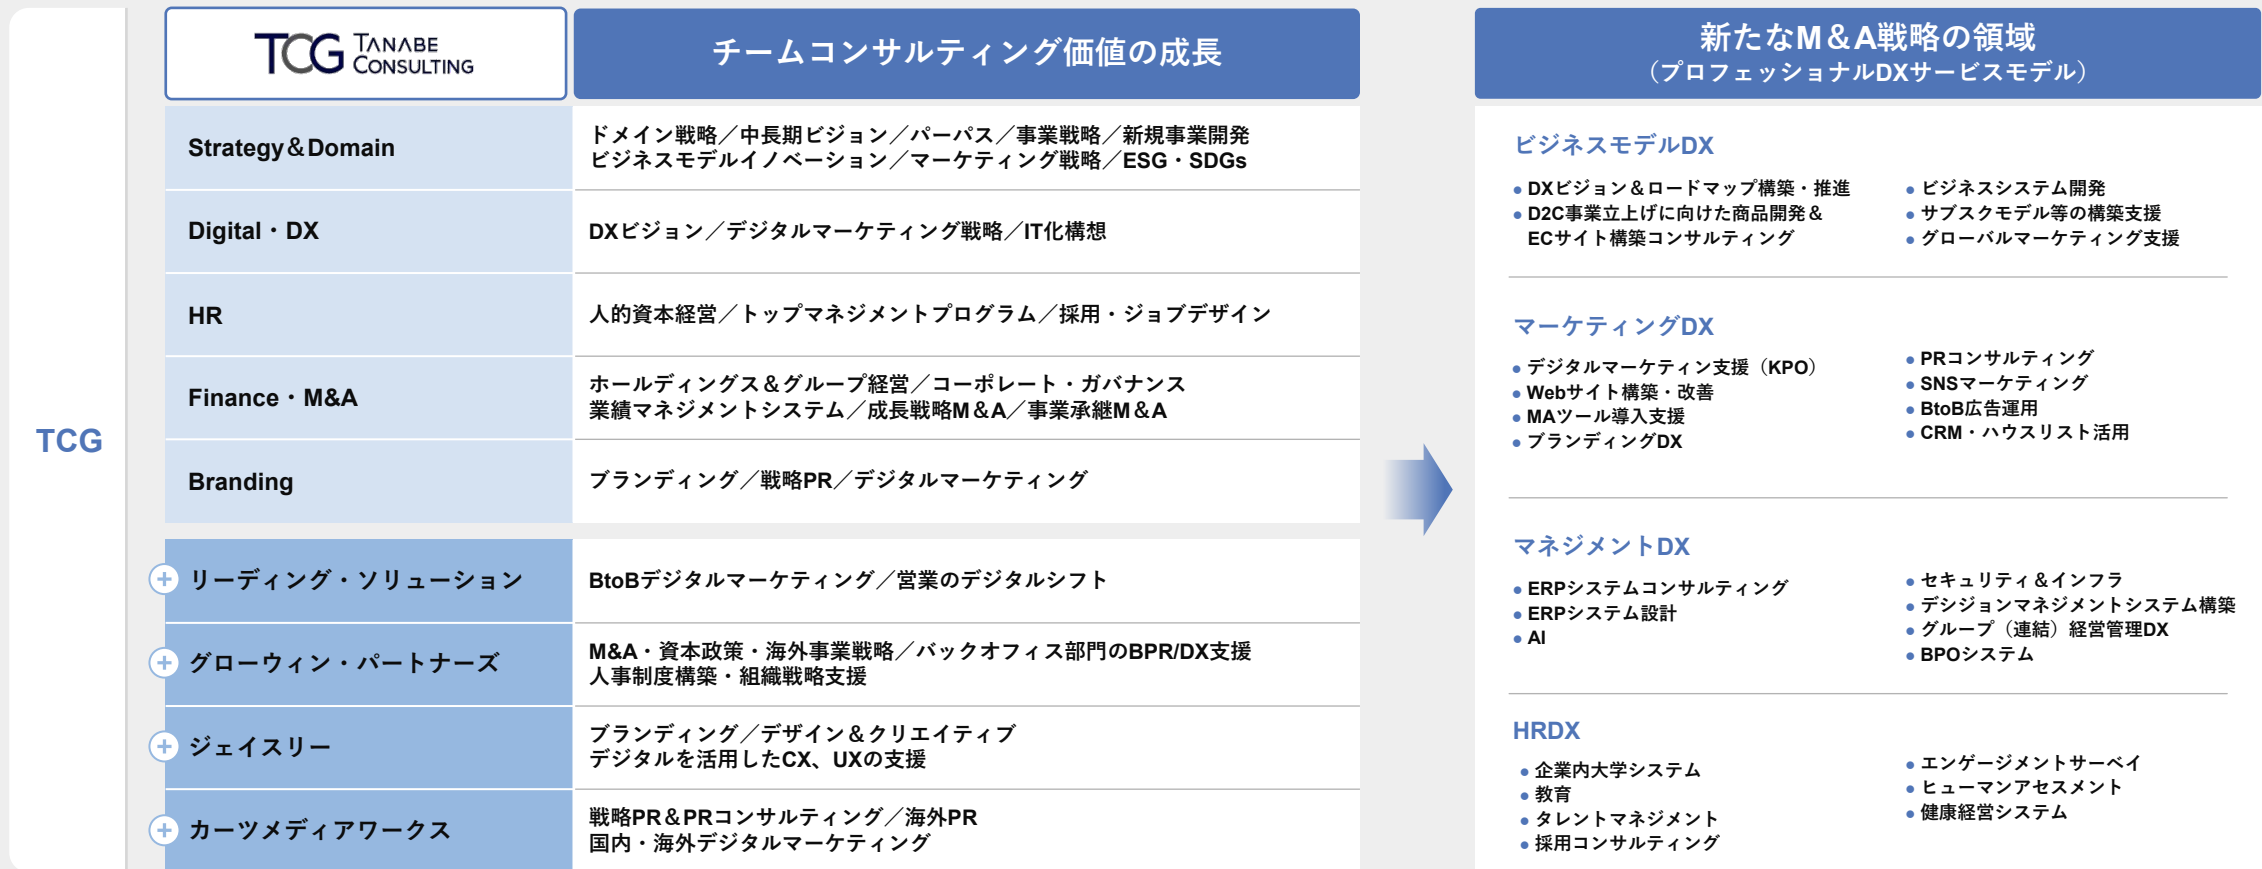 TCG
TCG TANABE CONSULTING
チームコンサルティング価値の成長
Strategy＆Domain
ドメイン戦略／中長期ビジョン／パーパス／事業戦略／新規事業開発
ビジネスモデルイノベーション／マーケティング戦略／ESG・SDGs
Digital・DX
DXビジョン／デジタルマーケティング戦略／IT化構想
HR
人的資本経営／トップマネジメントプログラム／採用・ジョブデザイン
Finance・M&A
ホールディングス＆グループ経営／コーポレート・ガバナンス
業績マネジメントシステム／成長戦略M＆A／事業承継M＆A
Branding
ブランディング／戦略PR／デジタルマーケティング
+ リーディング・ソリューション
BtoBデジタルマーケティング／営業のデジタルシフト
+ グローウィン・パートナーズ
M&A・資本政策・海外事業戦略／バックオフィス部門のBPR/DX支援
人事制度構築・組織戦略支援
+ ジェイスリー
ブランディング／デザイン＆クリエイティブ
デジタルを活用したCX、UXの支援
+ カーツメディアワークス
戦略PR＆PRコンサルティング／海外PR
国内・海外デジタルマーケティング
新たなM＆A戦略の領域
（プロフェッショナルDXサービスモデル）
ビジネスモデルDX
● DXビジョン＆ロードマップ構築・推進
● D2C事業立上げに向けた商品開発＆
ECサイト構築コンサルティング
● ビジネスシステム開発
● サブスクモデル等の構築支援
● グローバルマーケティング支援
マーケティングDX
● デジタルマーケティン支援（KPO）
● Webサイト構築・改善
● MAツール導入支援
● ブランディングDX
● PRコンサルティング
● SNSマーケティング
● BtoB広告運用
● CRM・ハウスリスト活用
マネジメントDX
● ERPシステムコンサルティング
● ERPシステム設計
● AI
● セキュリティ＆インフラ
● デシジョンマネジメントシステム構築
● グループ（連結）経営管理DX
● BPOシステム
HRDX
● 企業内大学システム
● 教育
● タレントマネジメント
● 採用コンサルティング
● エンゲージメントサーベイ
● ヒューマンアセスメント
● 健康経営システム